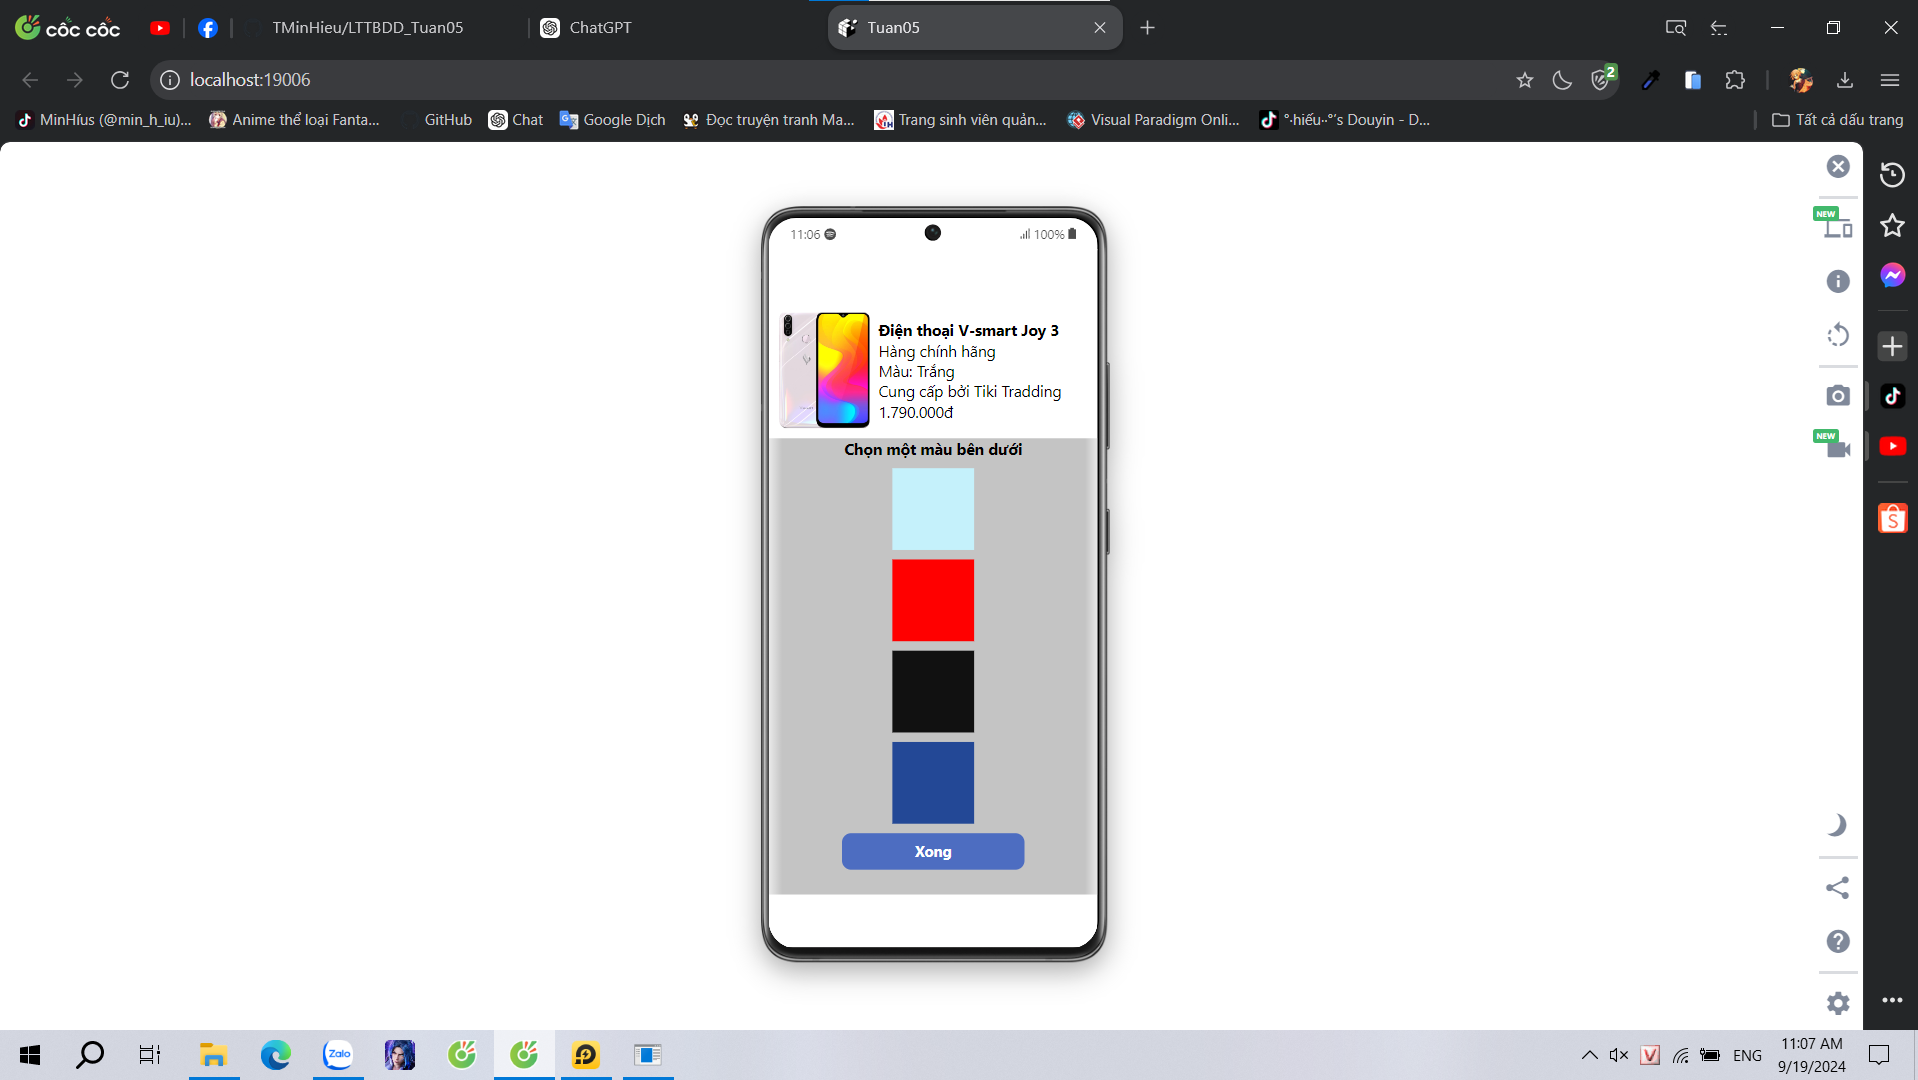 cốc cốc
TMinHieu/LTTBDD_Tuan05
ChatGPT
Tuan05
localhost:19006
2
MinHíus (@min_h_iu)...
Anime thể loại Fanta...
GitHub
Chat
Google Dịch
Đọc truyện tranh Ma...
Trang sinh viên quản...
Visual Paradigm Onli...
°·hiếu··°'s Douyin - D...
Tất cả dấu trang
NEW
NEW
11:06
100%
Điện thoại V-smart Joy 3
Hàng chính hãng
Màu: Trắng
Cung cấp bởi Tiki Tradding
1.790.000đ
Chọn một màu bên dưới
Xong
Zalo
ENG
11:07 AM
9/19/2024